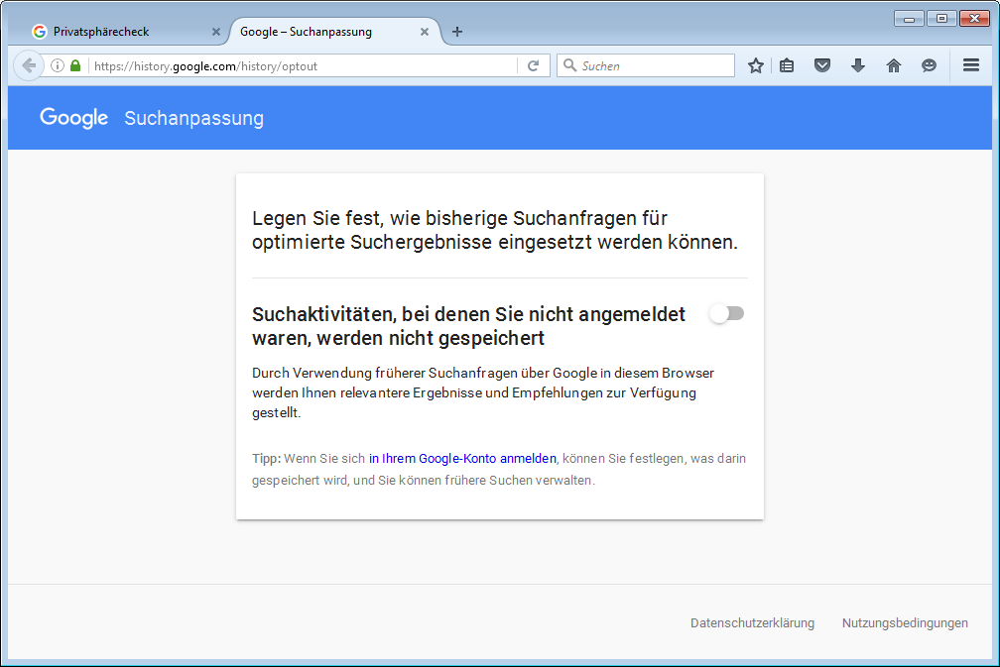 Privatsphärecheck
Google – Suchanpassung
https://history.google.com/history/optout
Suchen
Google Suchanpassung
Legen Sie fest, wie bisherige Suchanfragen für
optimierte Suchergebnisse eingesetzt werden können.
Suchaktivitäten, bei denen Sie nicht angemeldet
waren, werden nicht gespeichert
Durch Verwendung früherer Suchanfragen über Google in diesem Browser
werden Ihnen relevantere Ergebnisse und Empfehlungen zur Verfügung
gestellt.
Tipp: Wenn Sie sich in Ihrem Google-Konto anmelden, können Sie festlegen, was darin
gespeichert wird, und Sie können frühere Suchen verwalten.
Datenschutzerklärung Nutzungsbedingungen